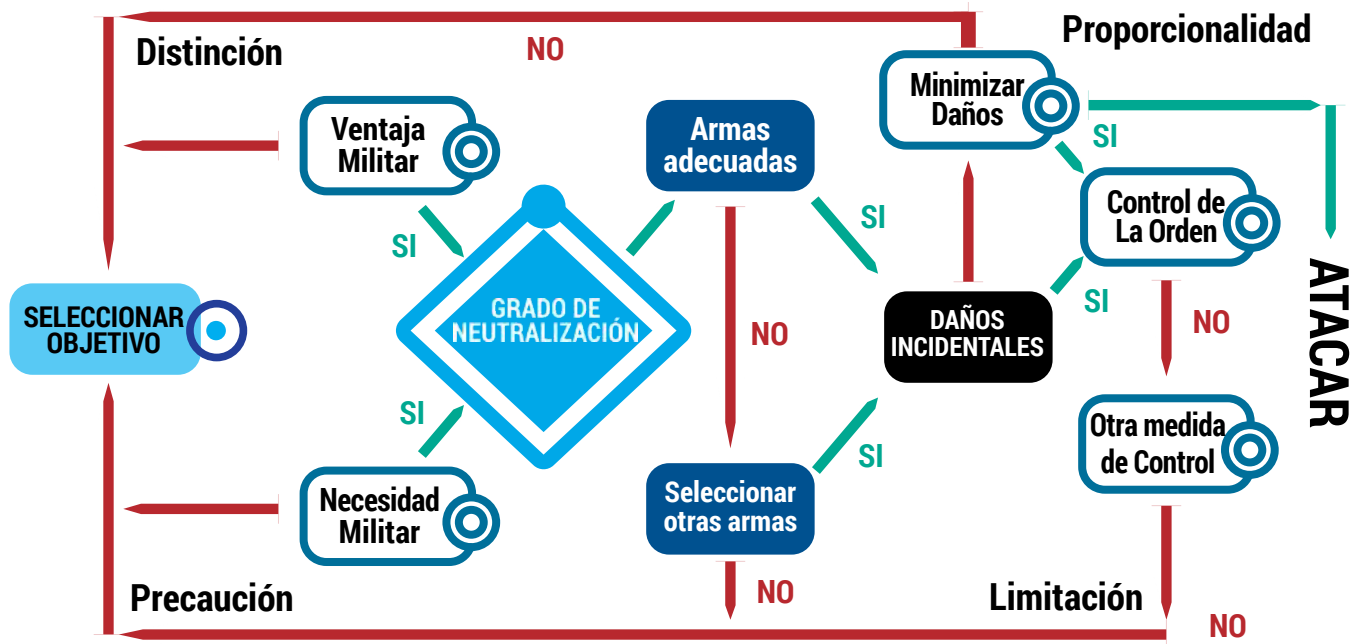 Distinción
NO
Proporcionalidad
Ventaja
Militar
Armas
adecuadas
Minimizar
Daños
SI
SI
SI
Control de
La Orden
SELECCIONAR
OBJETIVO
GRADO DE
NEUTRALIZACIÓN
NO
DAÑOS
INCIDENTALES
SI
NO
ATACAR
SI
SI
Necesidad
Militar
Seleccionar
otras armas
Otra medida
de Control
Precaución
NO
Limitación
NO